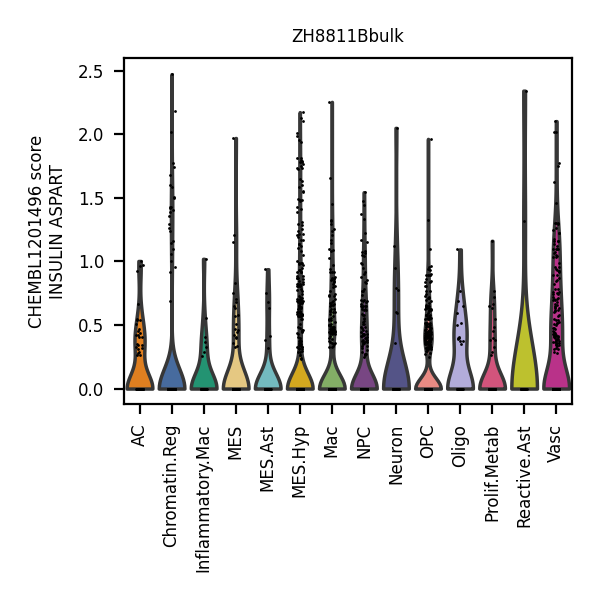 ZH8811Bbulk
CHEMBL1201496 score
INSULIN ASPART
2.5
2.0
1.5
1.0
0.5
0.0
AC
Chromatin.Reg
Inflammatory.Mac
MES
MES.Ast
MES.Hyp
Mac
NPC
Neuron
OPC
Oligo
Prolif.Metab
Reactive.Ast
Vasc